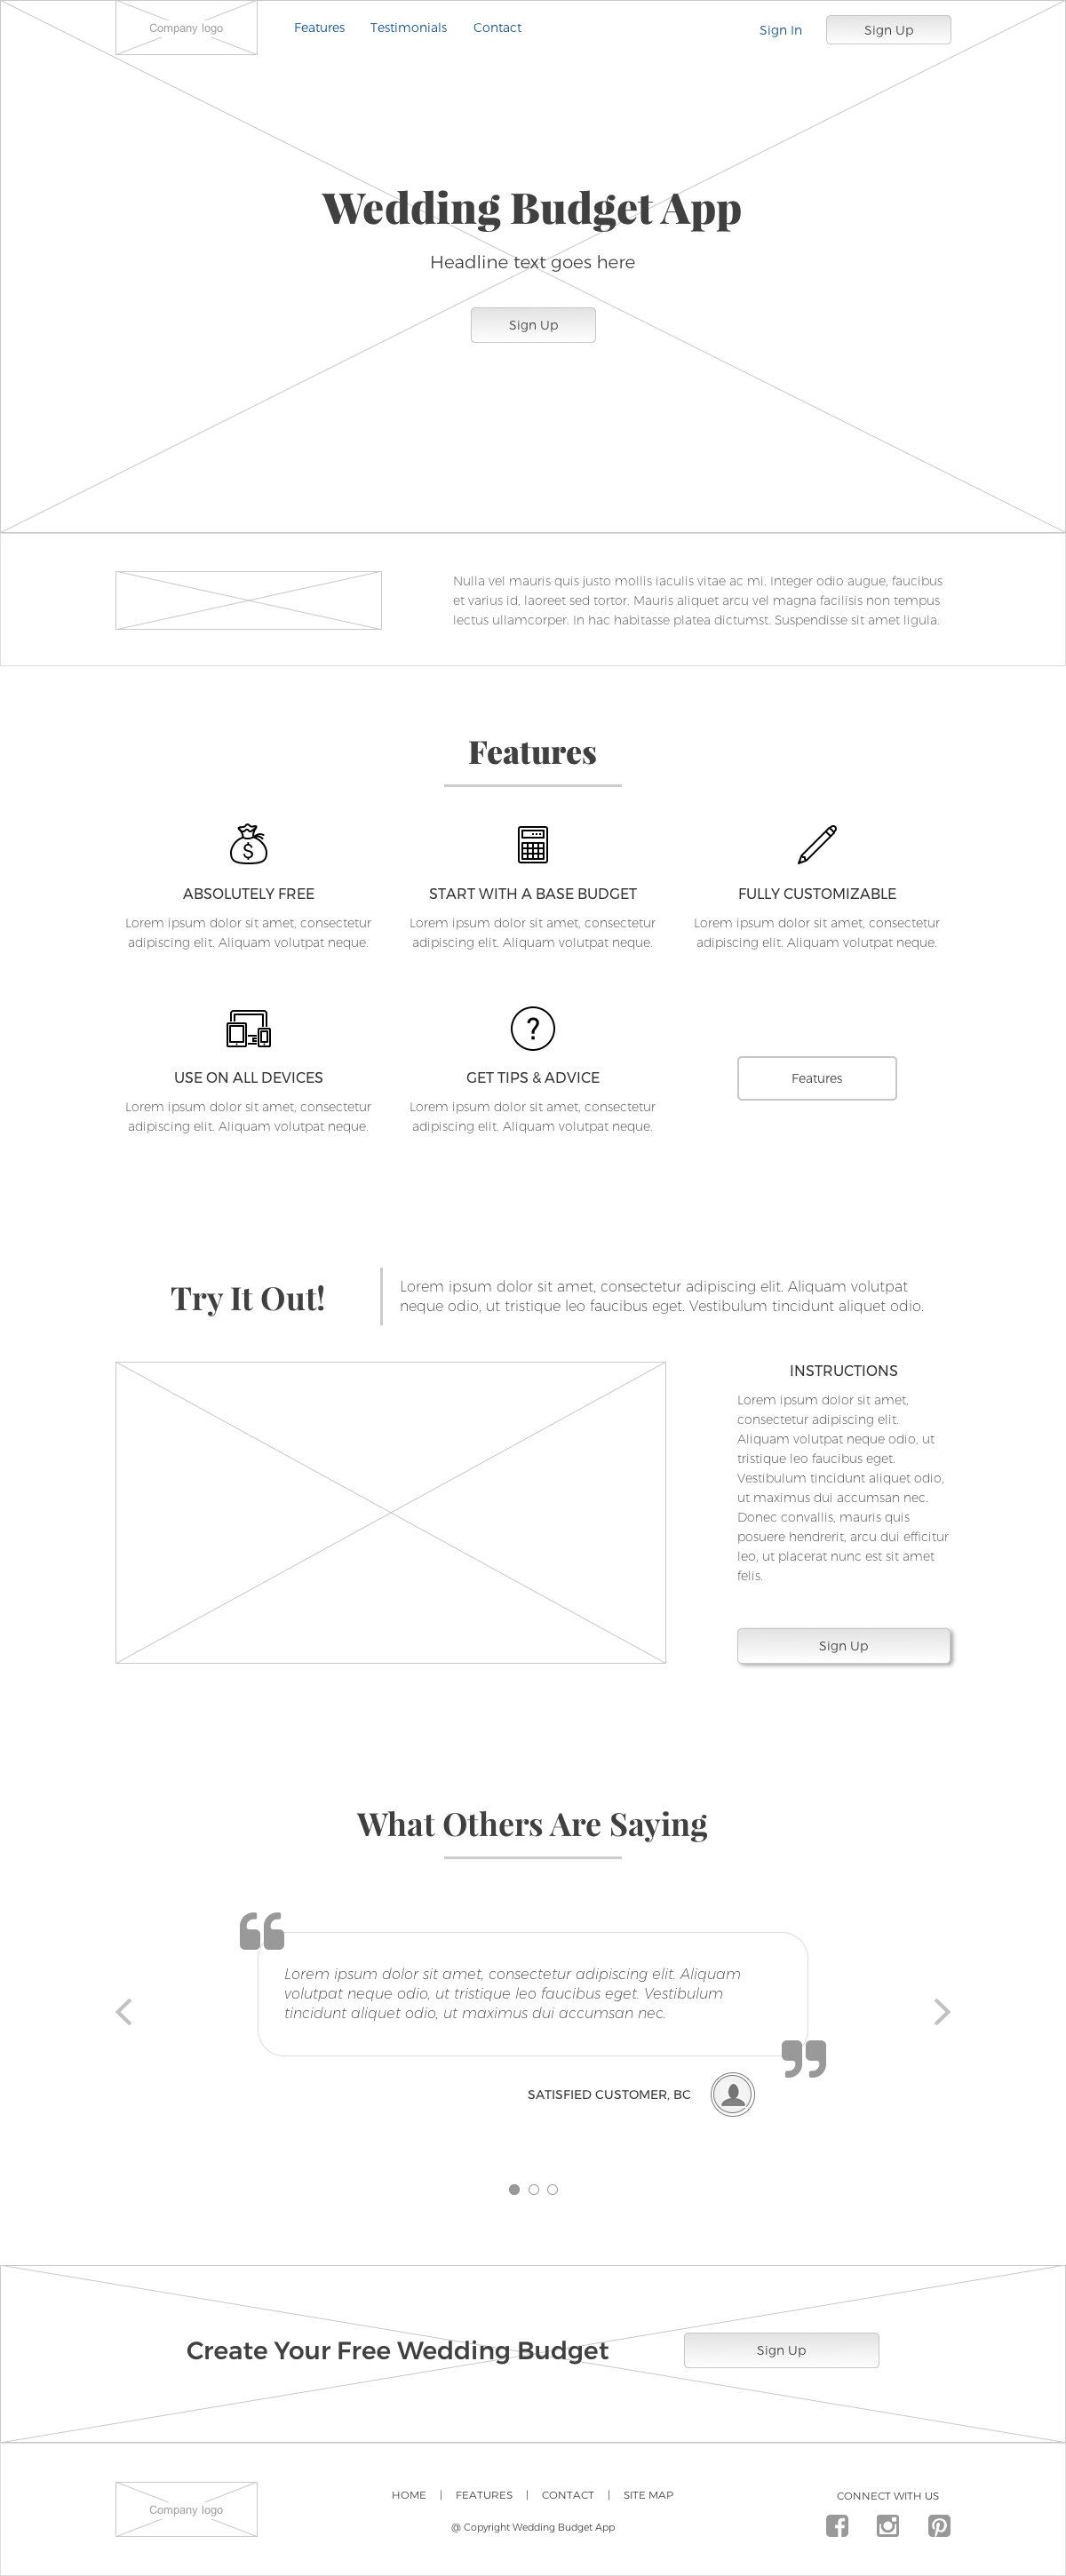 Company logo
Features Testimonials Contact
Sign In
Sign Up
Wedding Budget App
Headline text goes here
Sign Up
Nulla vel mauris quis justo mollis iaculis vitae ac mi. Integer odio augue, faucibus
et varius id, laoreet sed tortor. Mauris aliquet arcu vel magna facilisis non tempus
lectus ullamcorper. In hac habitasse platea dictumst. Suspendisse sit amet ligula.
Features
ABSOLUTELY FREE
Lorem ipsum dolor sit amet, consectetur
adipiscing elit. Aliquam volutpat neque.
START WITH A BASE BUDGET
Lorem ipsum dolor sit amet, consectetur
adipiscing elit. Aliquam volutpat neque.
FULLY CUSTOMIZABLE
Lorem ipsum dolor sit amet, consectetur
adipiscing elit. Aliquam volutpat neque.
USE ON ALL DEVICES
Lorem ipsum dolor sit amet, consectetur
adipiscing elit. Aliquam volutpat neque.
GET TIPS & ADVICE
Lorem ipsum dolor sit amet, consectetur
adipiscing elit. Aliquam volutpat neque.
Features
Try It Out!
Lorem ipsum dolor sit amet, consectetur adipiscing elit. Aliquam volutpat
neque odio, ut tristique leo faucibus eget. Vestibulum tincidunt aliquet odio.
INSTRUCTIONS
Lorem ipsum dolor sit amet,
consectetur adipiscing elit.
Aliquam volutpat neque odio, ut
tristique leo faucibus eget.
Vestibulum tincidunt aliquet odio,
ut maximus dui accumsan nec.
Donec convallis, mauris quis
posuere hendrerit, arcu dui efficitur
leo, ut placerat nunc est sit amet
felis.
Sign Up
What Others Are Saying
Lorem ipsum dolor sit amet, consectetur adipiscing elit. Aliquam
volutpat neque odio, ut tristique leo faucibus eget. Vestibulum
tincidunt aliquet odio, ut maximus dui accumsan nec.
SATISFIED CUSTOMER, BC
Create Your Free Wedding Budget
Sign Up
Company logo
HOME | FEATURES | CONTACT | SITE MAP
@ Copyright Wedding Budget App
CONNECT WITH US